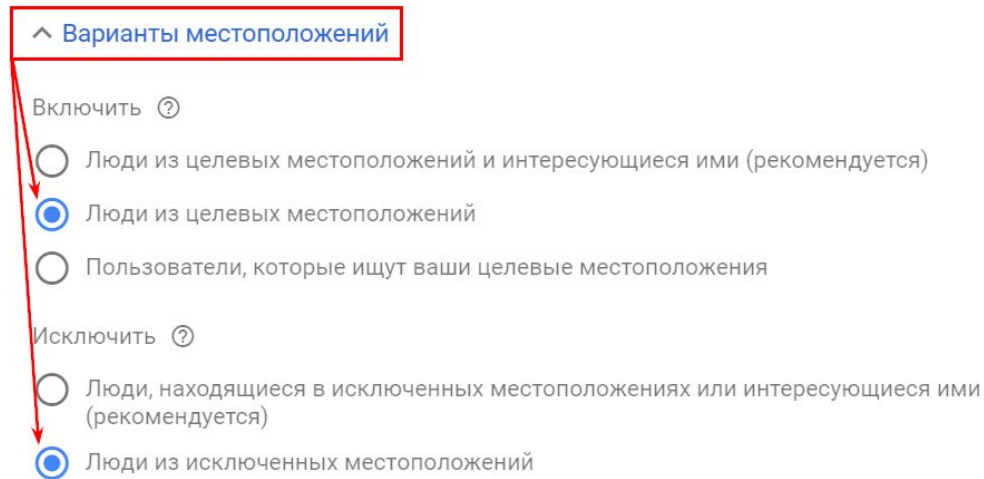 Варианты местоположений
Включить
Люди из целевых местоположений и интересующиеся ими (рекомендуется)
Люди из целевых местоположений
Пользователи, которые ищут ваши целевые местоположения
Исключить
Люди, находящиеся в исключенных местоположениях или интересующиеся ими
(рекомендуется)
Люди из исключенных местоположений